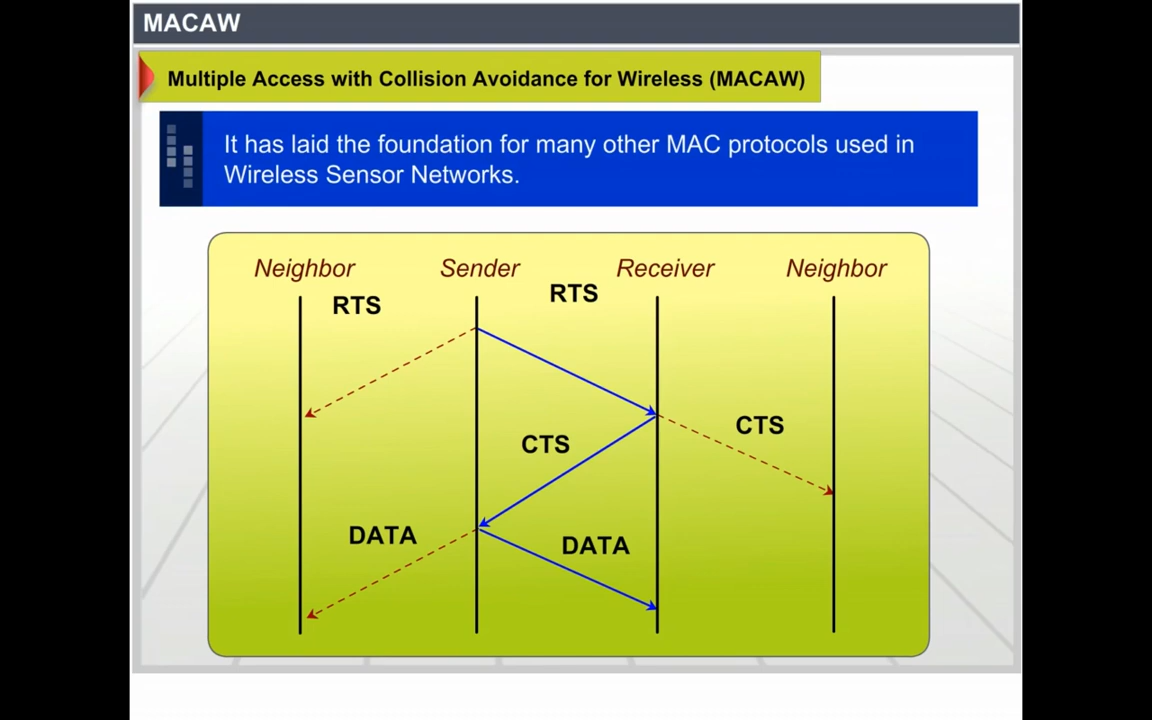 MACAW
Multiple Access with Collision Avoidance for Wireless (MACAW)
It has laid the foundation for many other MAC protocols used in
Wireless Sensor Networks.
Neighbor Sender Receiver Neighbor
RTS RTS
CTS CTS
DATA DATA